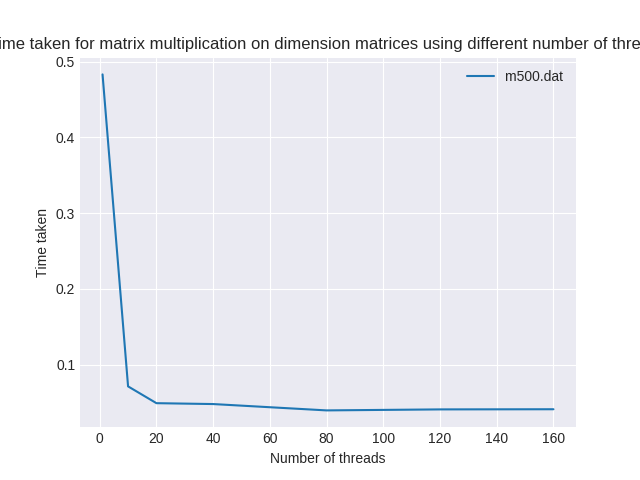 ime taken for matrix multiplication on dimension matrices using different number of thre
m500.dat
0.5
0.4
0.3
0.2
0.1
Time taken
0 20 40 60 80 100 120 140 160
Number of threads